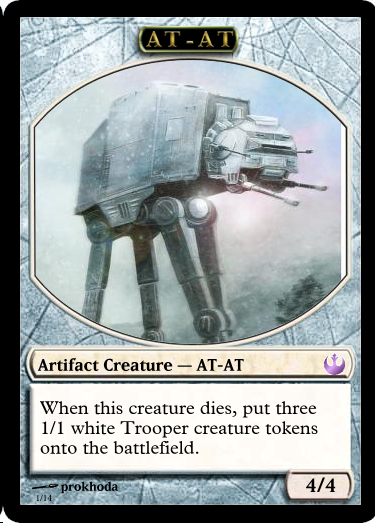 AT-AT
Artifact Creature — AT-AT
When this creature dies, put three
1/1 white Trooper creature tokens
onto the battlefield.
prokhoda
4/4
1/14